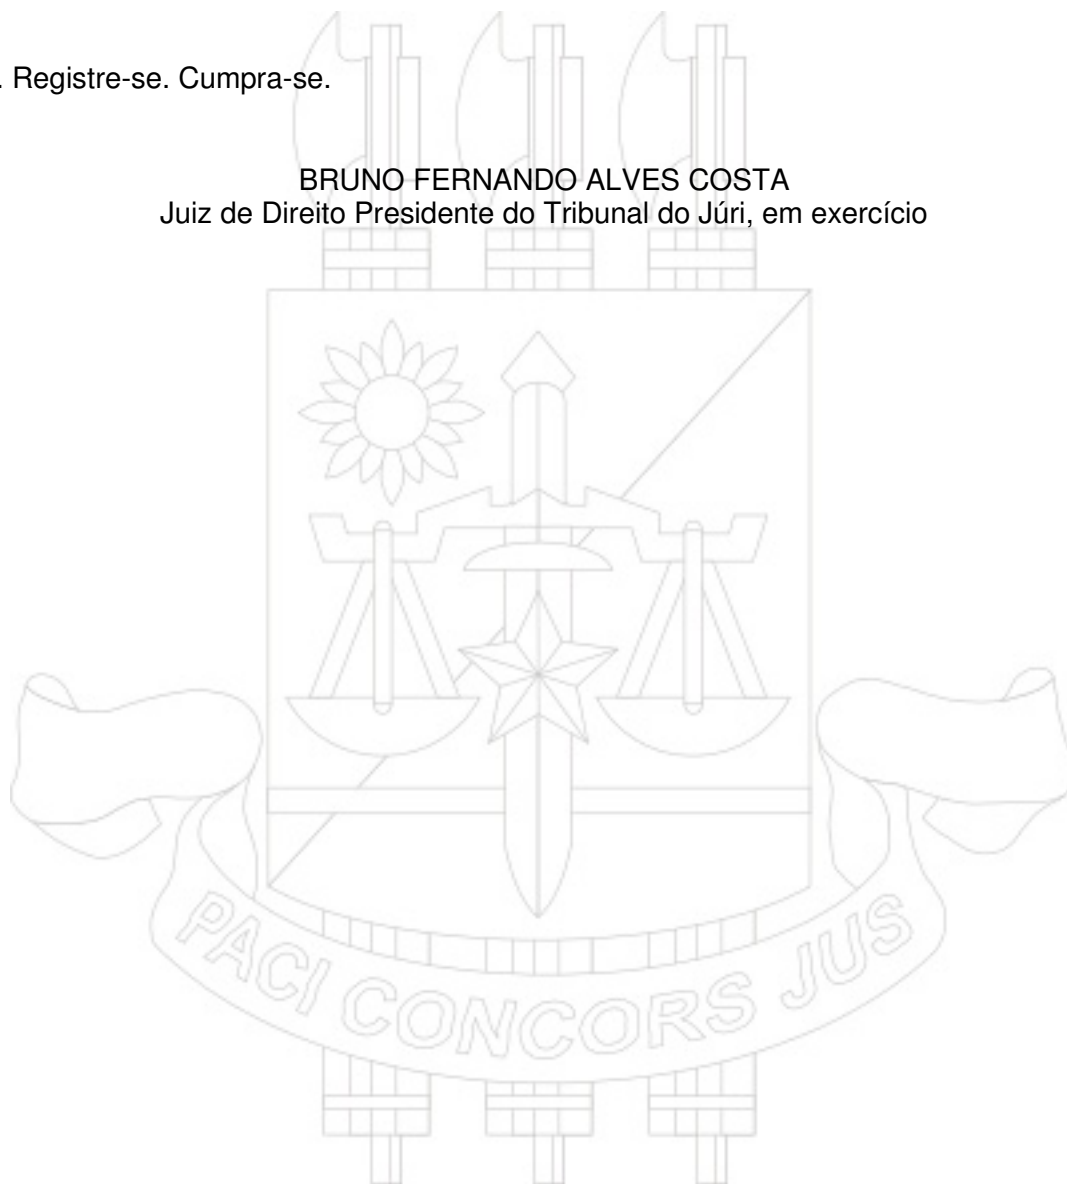 . Registre-se. Cumpra-se.
BRUNO FERNANDO ALVES COSTA
Juiz de Direito Presidente do Tribunal do Júri, em exercício
PACI CONCORS JUS